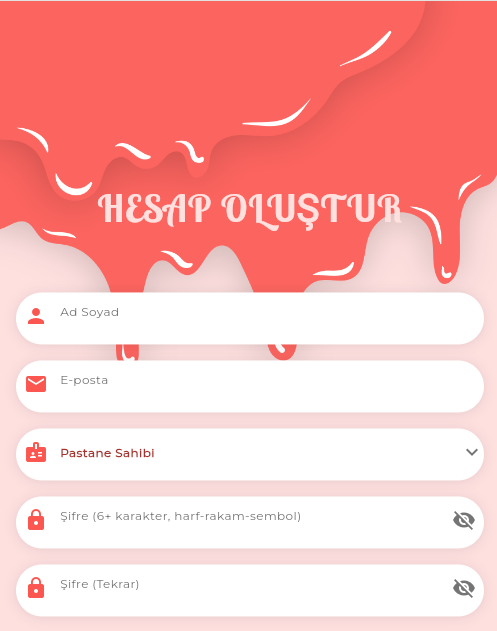 HESAP OLUŞTUR
Ad Soyad
E-posta
Pastane Sahibi
Şifre (6+ karakter, harf-rakam-sembol)
Şifre (Tekrar)